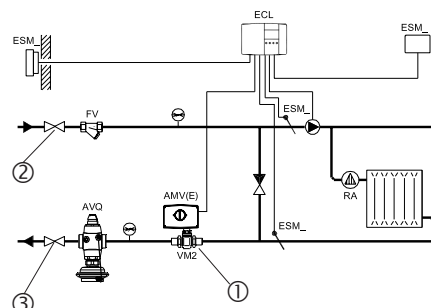 ECL
ESM_
ESM_
FV
ESM_
②
AVQ
AMV(E)
RA
ESM_
VM2
①
③